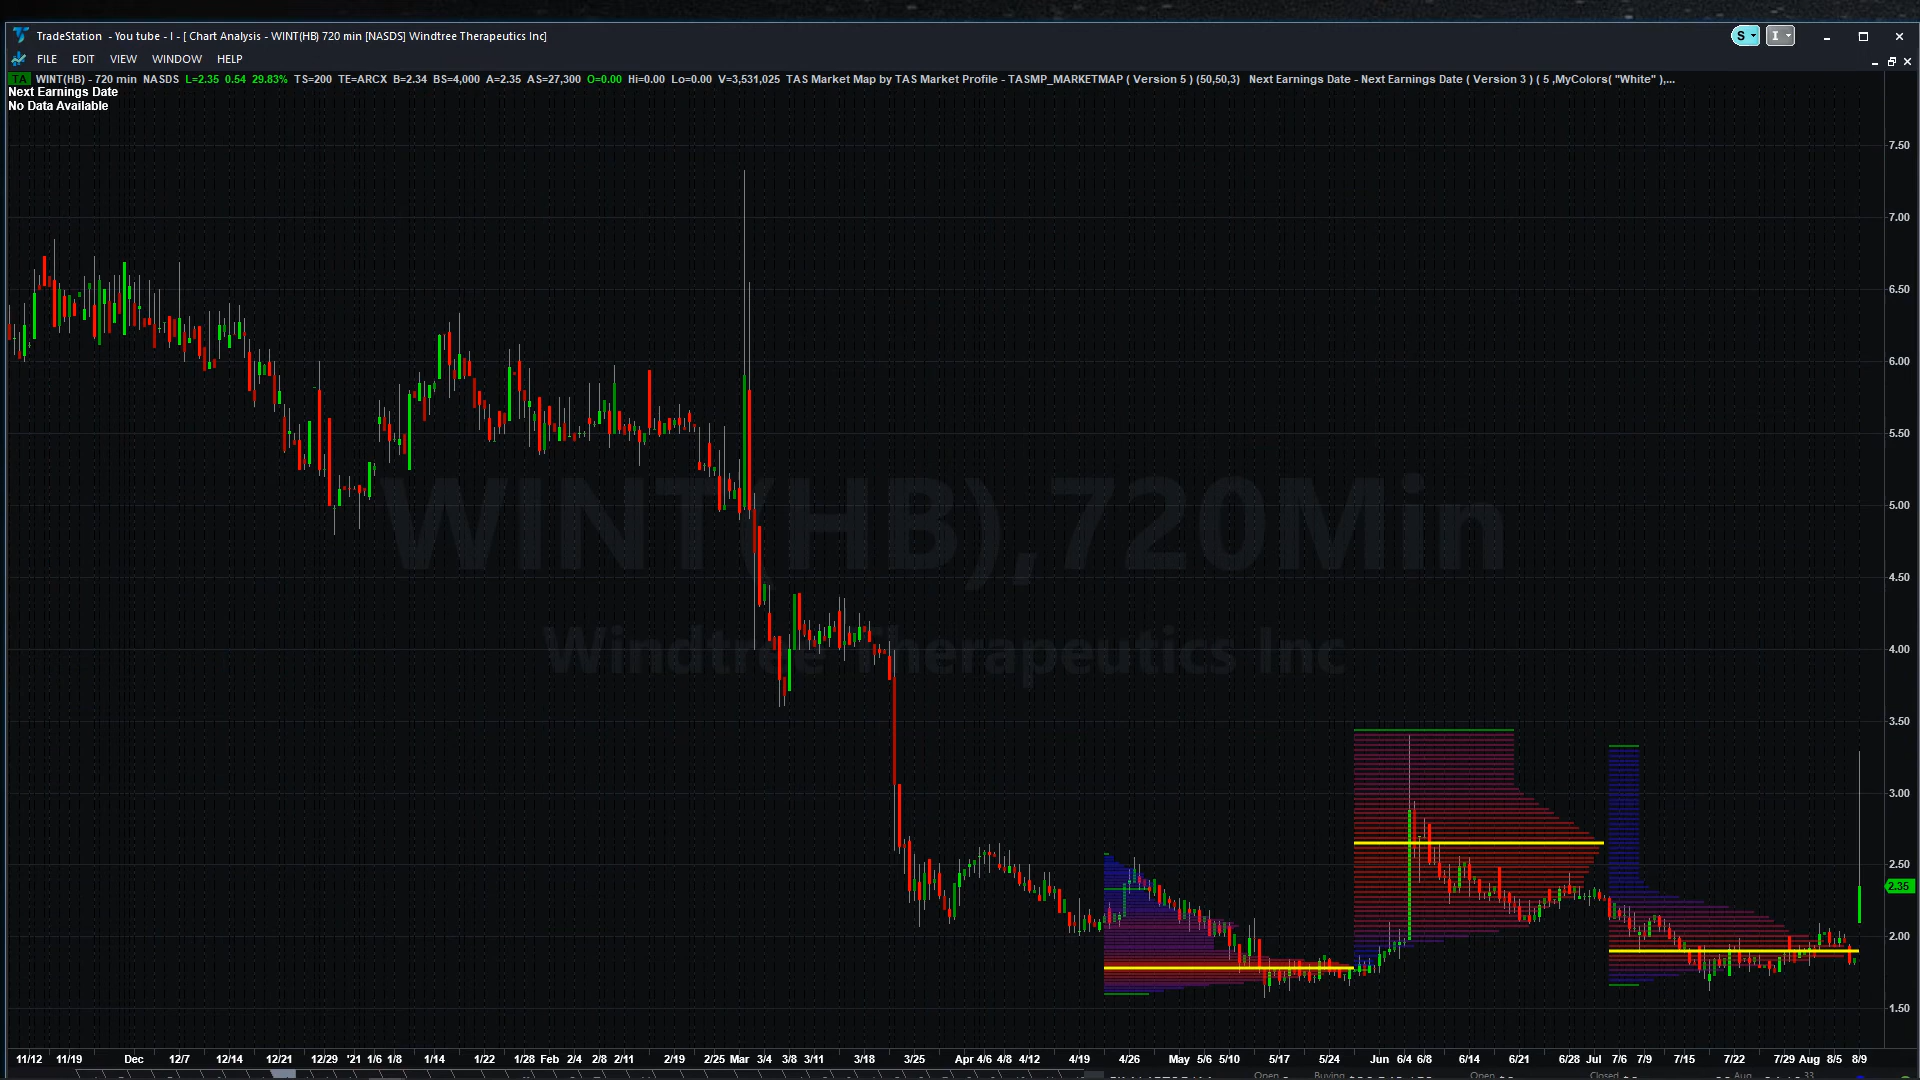 TradeStation - You tube - I - [ Chart Analysis - WINT(HB) 720 min [NASDS] Windtree Therapeutics Inc]
S
I
FILE EDIT VIEW WINDOW HELP
TA WINT(HB) - 720 min NASDS L=2.35 0.54 29.83% TS=200 TE=ARCX B=2.34 BS=4,000 A=2.35 AS=27,300 O=0.00 Hi=0.00 Lo=0.00 V=3,531,025 TAS Market Map by TAS Market Profile - TASMP_MARKETMAP ( Version 5 ) (50,50,3) Next Earnings Date - Next Earnings Date ( Version 3 ) ( 5 ,MyColors( "White" ),...
Next Earnings Date
No Data Available
7.50
7.00
6.50
6.00
5.50
5.00
WINT(HB),720Min
4.50
4.00
Windtree Therapeutics Inc
3.50
3.00
2.50
2.35
2.00
1.50
11/12 11/19 Dec 12/7 12/14 12/21 12/29 '21 1/6 1/8 1/14 1/22 1/28 Feb 2/4 2/8 2/11 2/19 2/25 Mar 3/4 3/8 3/11 3/18 3/25 Apr 4/6 4/8 4/12 4/19 4/26 May 5/6 5/10 5/17 5/24 Jun 6/4 6/8 6/14 6/21 6/28 Jul 7/6 7/9 7/15 7/22 7/29 Aug 8/5 8/9